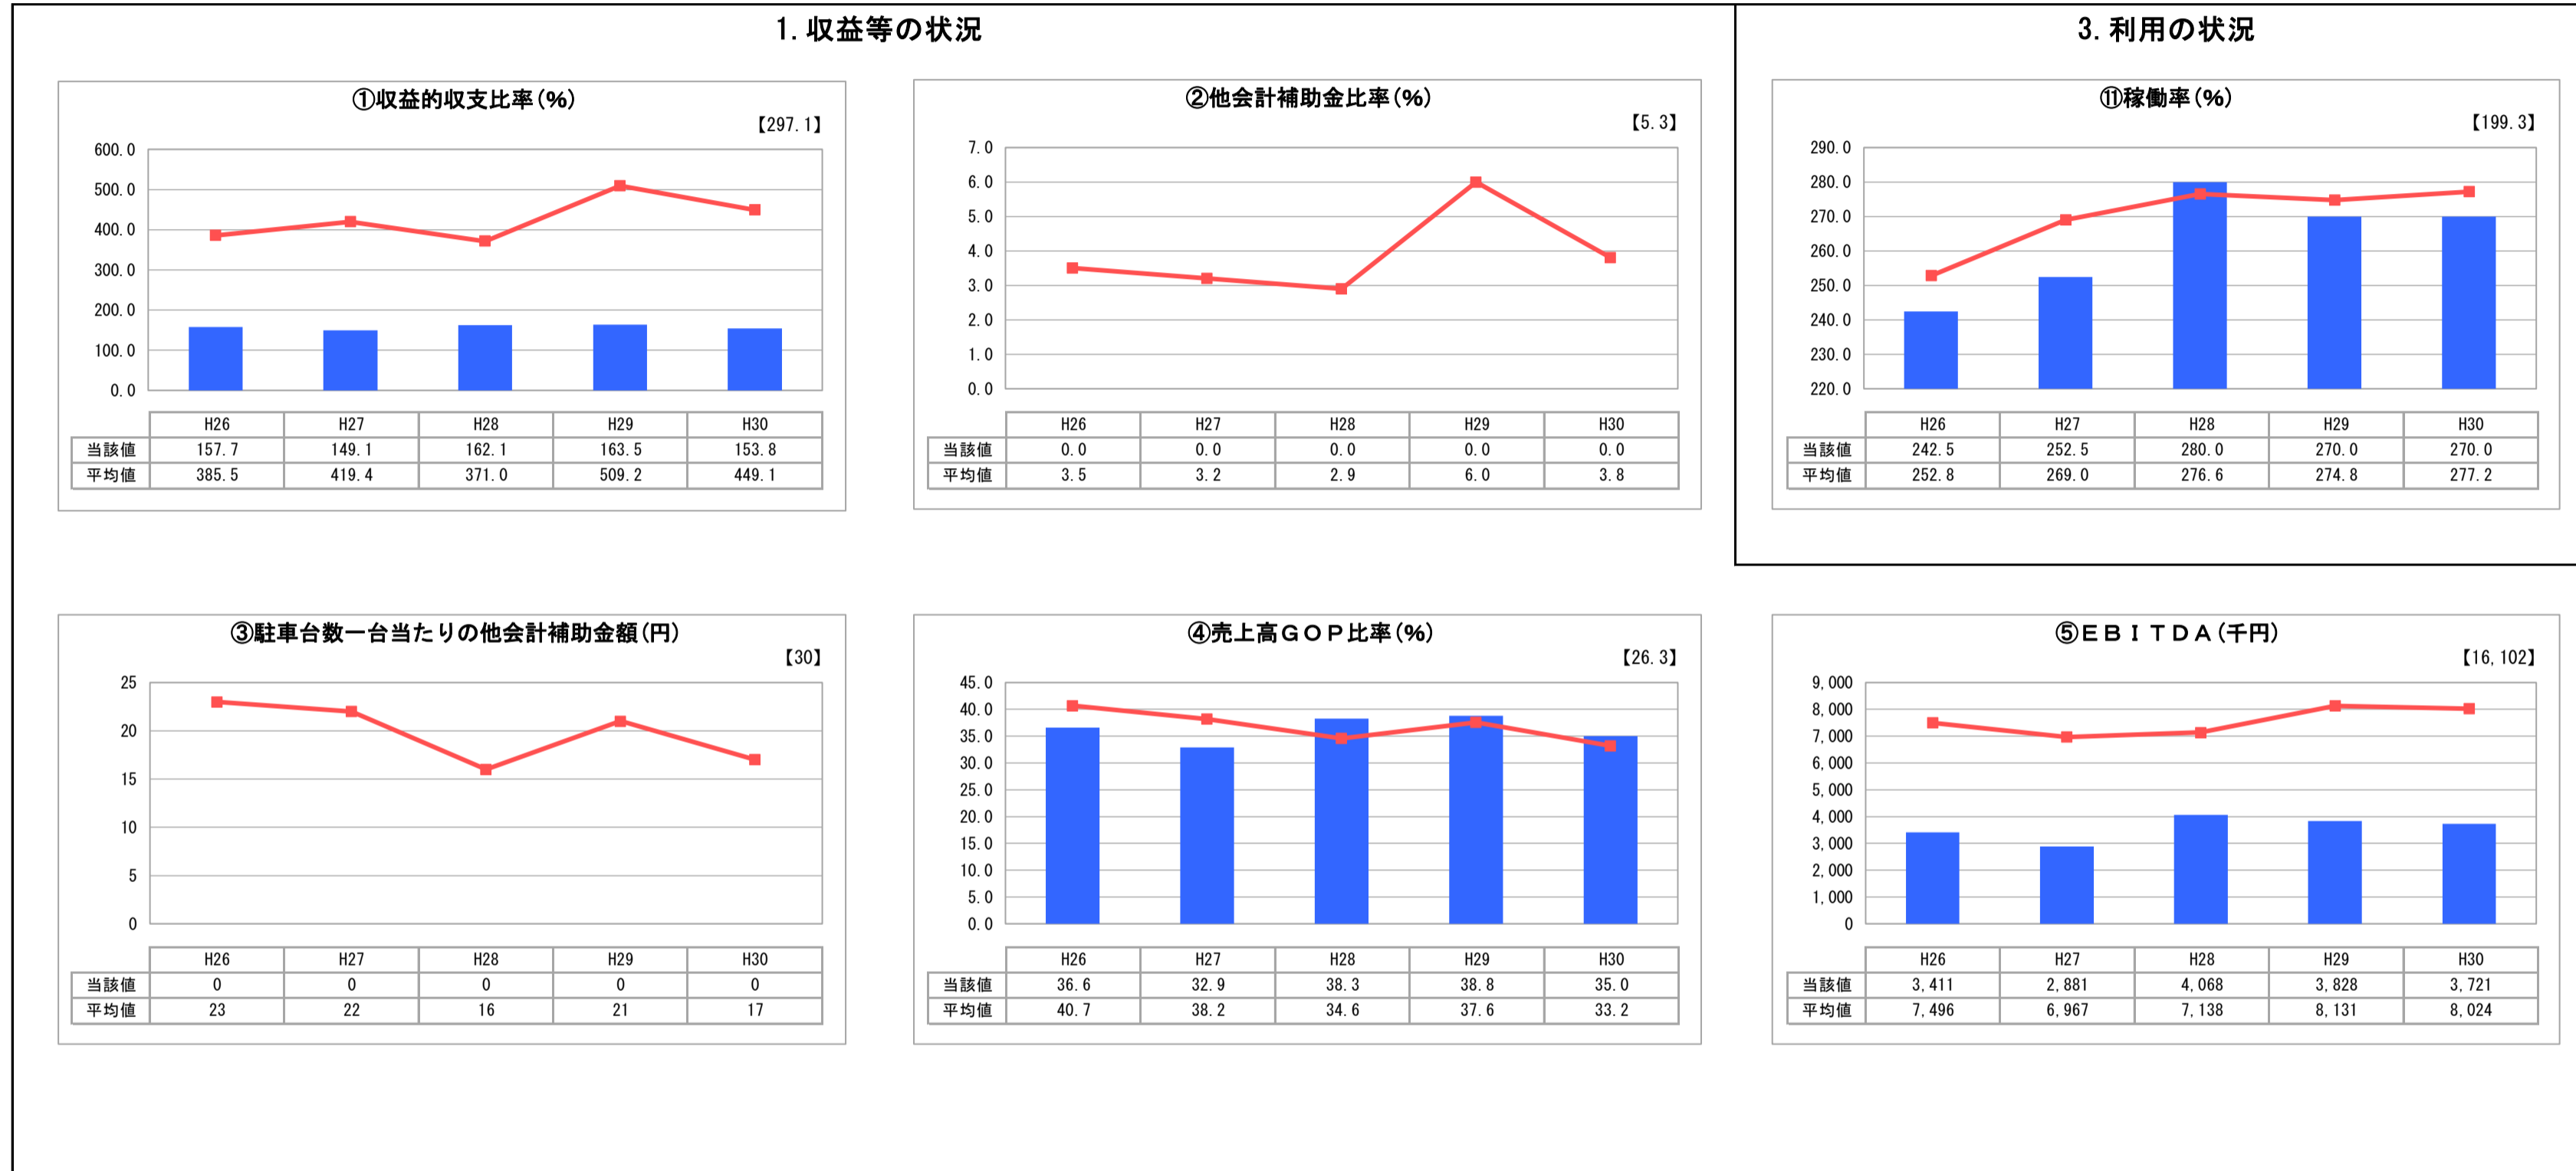 1. 収益等の状況
①収益的収支比率(%)
【297.1】
600.0
500.0
400.0
300.0
200.0
100.0
0.0
H26 H27 H28 H29 H30
当該値 157.7 149.1 162.1 163.5 153.8
平均値 385.5 419.4 371.0 509.2 449.1
②他会計補助金比率(%)
【5.3】
7.0
6.0
5.0
4.0
3.0
2.0
1.0
0.0
H26 H27 H28 H29 H30
当該値 0.0 0.0 0.0 0.0 0.0
平均値 3.5 3.2 2.9 6.0 3.8
3. 利用の状況
⑪稼働率(%)
【199.3】
290.0
280.0
270.0
260.0
250.0
240.0
230.0
220.0
H26 H27 H28 H29 H30
当該値 242.5 252.5 280.0 270.0 270.0
平均値 252.8 269.0 276.6 274.8 277.2
③駐車台数一台当たりの他会計補助金額(円)
【30】
25
20
15
10
5
0
H26 H27 H28 H29 H30
当該値 0 0 0 0 0
平均値 23 22 16 21 17
④売上高GOP比率(%)
【26.3】
45.0
40.0
35.0
30.0
25.0
20.0
15.0
10.0
5.0
0.0
H26 H27 H28 H29 H30
当該値 36.6 32.9 38.3 38.8 35.0
平均値 40.7 38.2 34.6 37.6 33.2
⑤EBITDA(千円)
【16,102】
9,000
8,000
7,000
6,000
5,000
4,000
3,000
2,000
1,000
0
H26 H27 H28 H29 H30
当該値 3,411 2,881 4,068 3,828 3,721
平均値 7,496 6,967 7,138 8,131 8,024